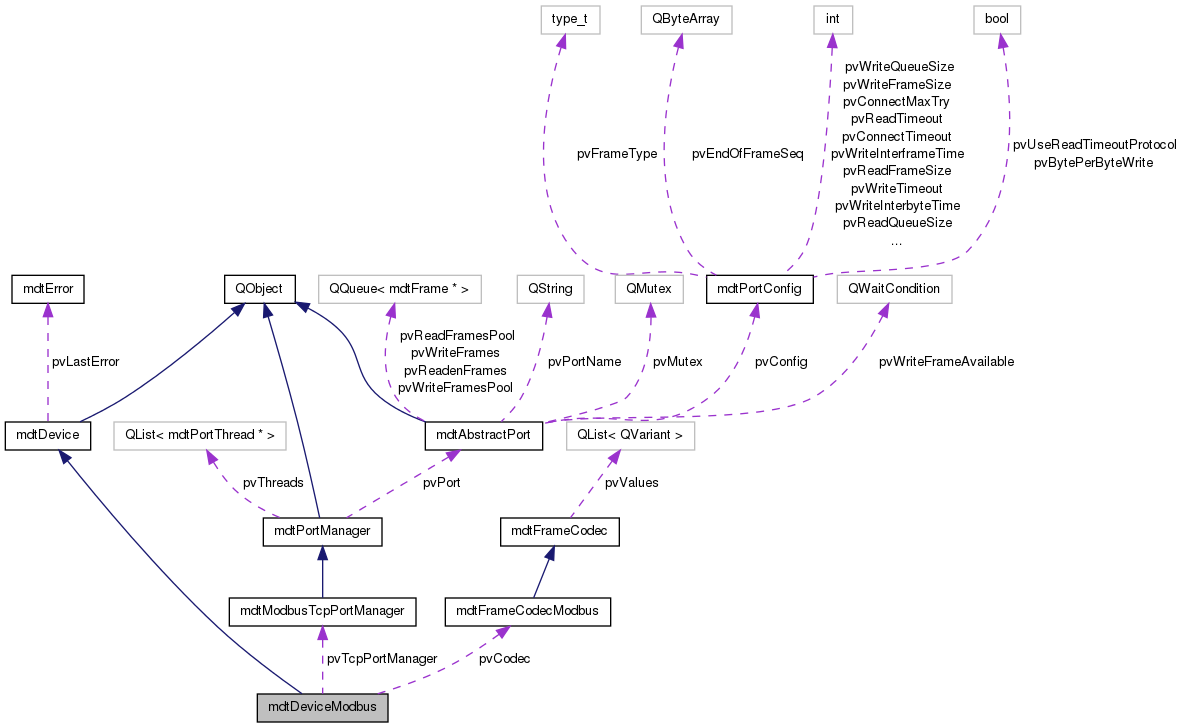 type_t
QByteArray
int
bool
pvWriteQueueSize
pvWriteFrameSize
pvConnectMaxTry
pvReadTimeout
pvConnectTimeout
pvWriteInterframeTime
pvReadFrameSize
pvWriteTimeout
pvWriteInterbyteTime
pvReadQueueSize
...
pvFrameType
pvEndOfFrameSeq
pvUseReadTimeoutProtocol
pvBytePerByteWrite
mdtError
QObject
QQueue< mdtFrame * >
QString
QMutex
mdtPortConfig
QWaitCondition
pvLastError
pvReadFramesPool
pvWriteFrames
pvReadenFrames
pvWriteFramesPool
pvPortName
pvMutex
pvConfig
pvWriteFrameAvailable
mdtDevice
QList< mdtPortThread * >
mdtAbstractPort
QList< QVariant >
pvThreads
pvPort
pvValues
mdtPortManager
mdtFrameCodec
mdtModbusTcpPortManager
mdtFrameCodecModbus
pvTcpPortManager
pvCodec
mdtDeviceModbus